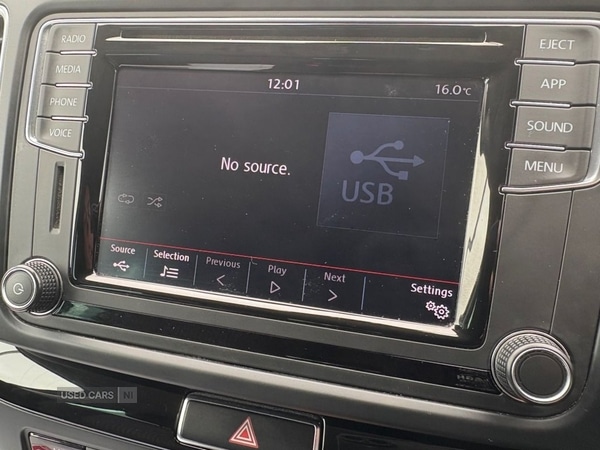 RADIO
MEDIA
PHONE
VOICE
EJECT
APP
SOUND
MENU
12:01
16.0°C
No source.
USB
Source
Selection
Previous
Play
Next
Settings
USED CARS NI